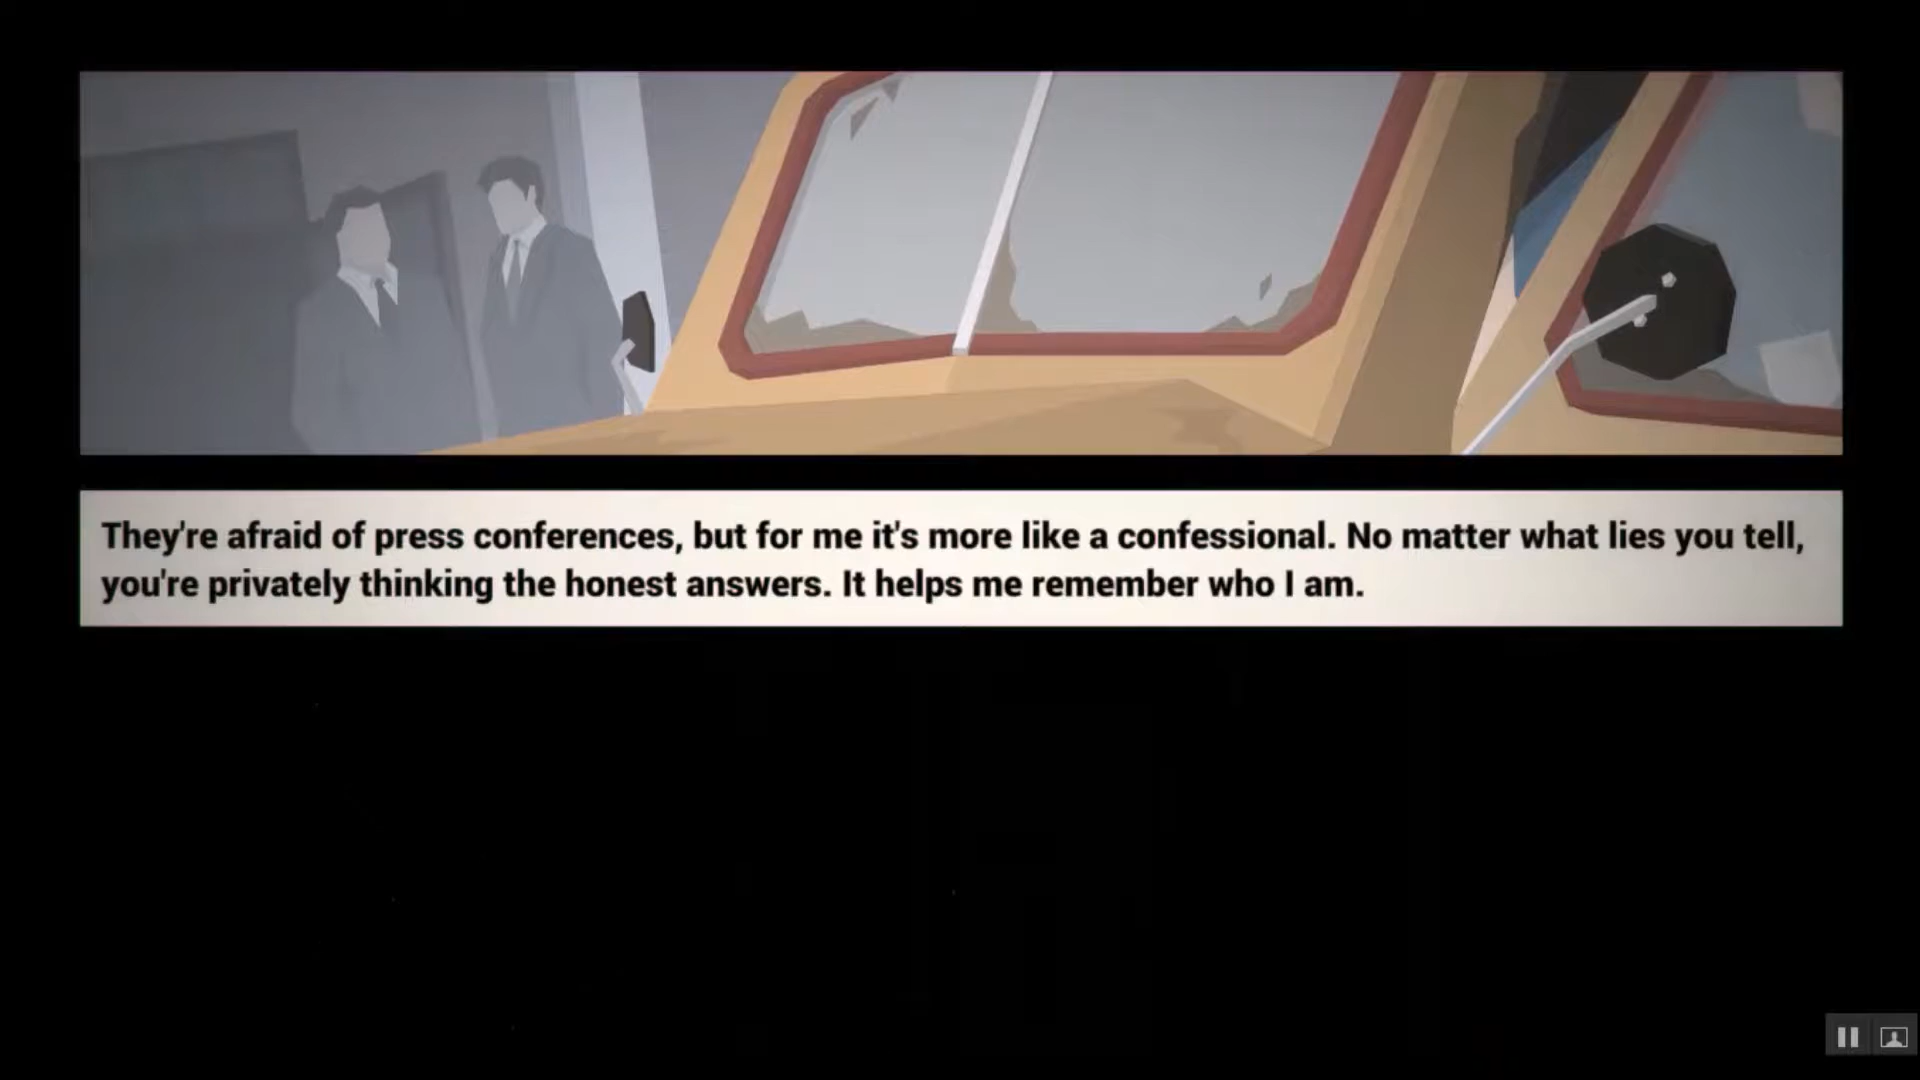 They're afraid of press conferences, but for me it's more like a confessional. No matter what lies you tell,
you're privately thinking the honest answers. It helps me remember who I am.